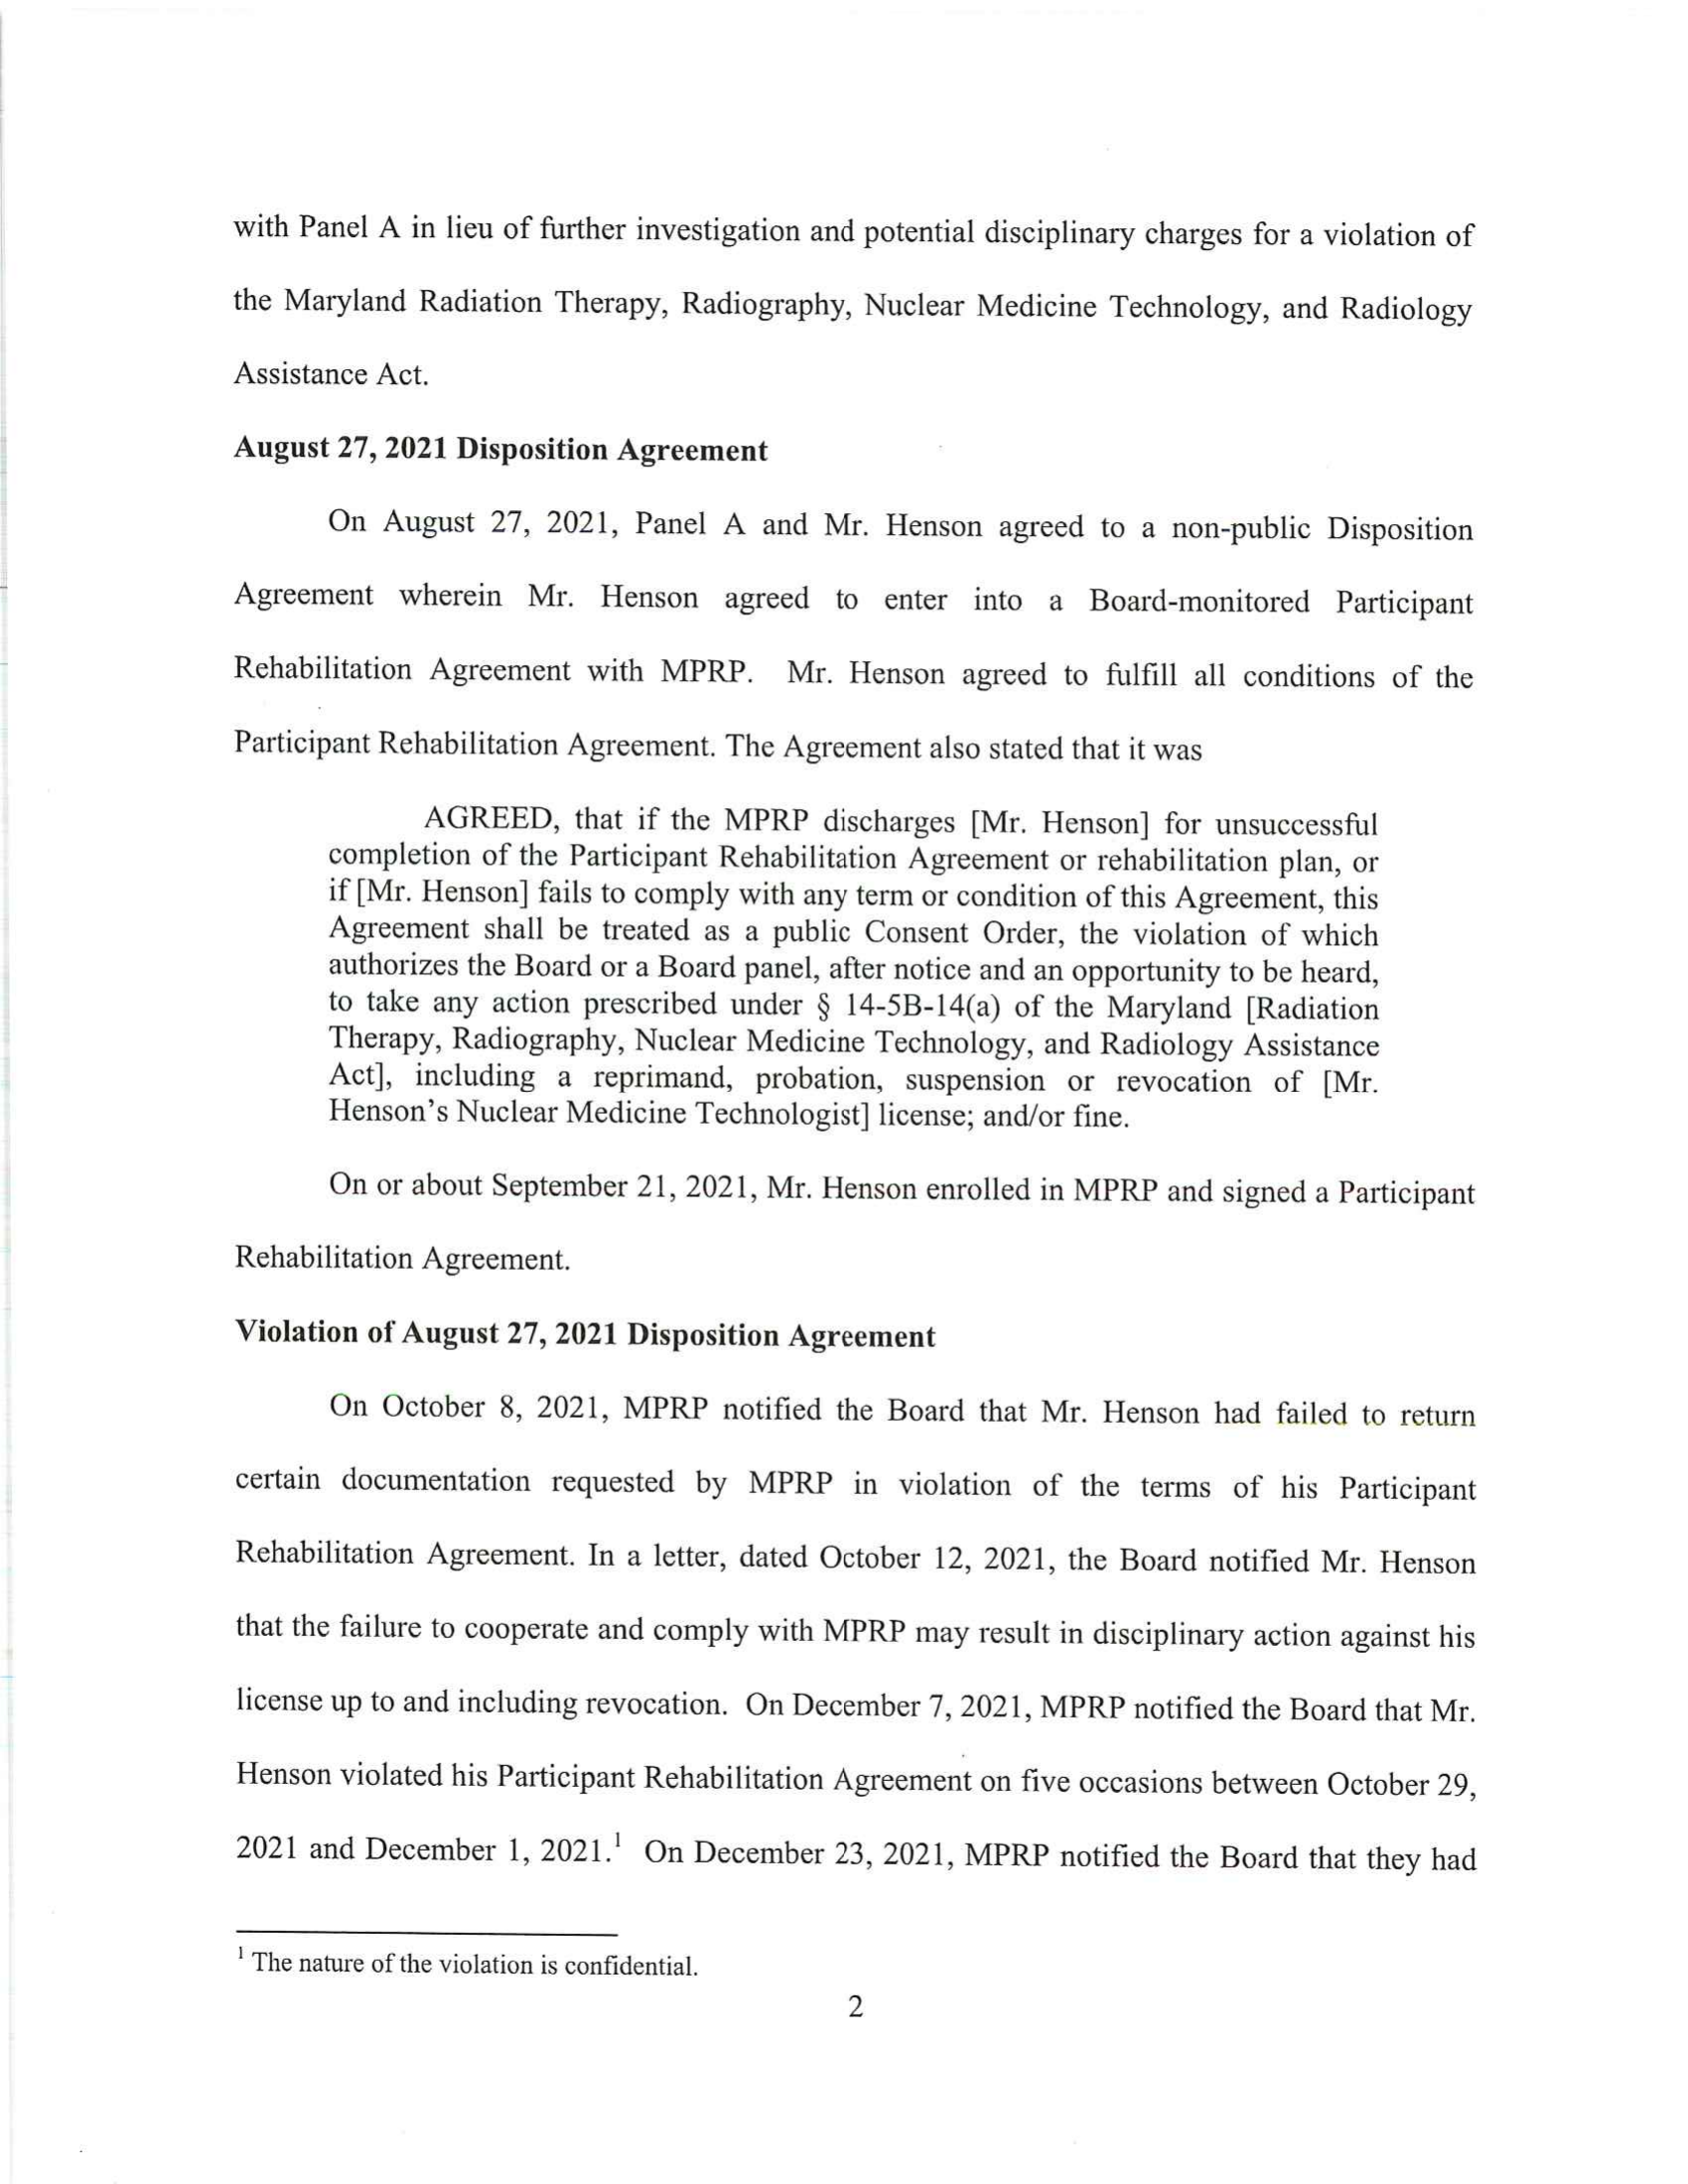 with Panel A in lieu of further investigation and potential disciplinary charges for a violation of
the Maryland Radiation Therapy, Radiography, Nuclear Medicine Technology, and Radiology
Assistance Act.
August 27, 2021 Disposition Agreement
On August 27, 2021, Panel A and Mr. Henson agreed to a non-public Disposition
Agreement wherein Mr. Henson agreed to enter into a Board-monitored Participant
Rehabilitation Agreement with MPRP. Mr. Henson agreed to fulfill all conditions of the
Participant Rehabilitation Agreement. The Agreement also stated that it was
AGREED, that if the MPRP discharges [Mr. Henson] for unsuccessful
completion of the Participant Rehabilitation Agreement or rehabilitation plan, or
if [Mr. Henson] fails to comply with any term or condition of this Agreement, this
Agreement shall be treated as a public Consent Order, the violation of which
authorizes the Board or a Board panel, after notice and an opportunity to be heard,
to take any action prescribed under § 14-5B-14(a) of the Maryland [Radiation
Therapy, Radiography, Nuclear Medicine Technology, and Radiology Assistance
Act], including a reprimand, probation, suspension or revocation of [Mr.
Henson's Nuclear Medicine Technologist] license; and/or fine.
On or about September 21, 2021, Mr. Henson enrolled in MPRP and signed a Participant
Rehabilitation Agreement.
Violation of August 27, 2021 Disposition Agreement
On October 8, 2021, MPRP notified the Board that Mr. Henson had failed to return
certain documentation requested by MPRP in violation of the terms of his Participant
Rehabilitation Agreement. In a letter, dated October 12, 2021, the Board notified Mr. Henson
that the failure to cooperate and comply with MPRP may result in disciplinary action against his
license up to and including revocation. On December 7, 2021, MPRP notified the Board that Mr.
Henson violated his Participant Rehabilitation Agreement on five occasions between October 29,
2021 and December 1, 2021.¹ On December 23, 2021, MPRP notified the Board that they had
¹ The nature of the violation is confidential.
2